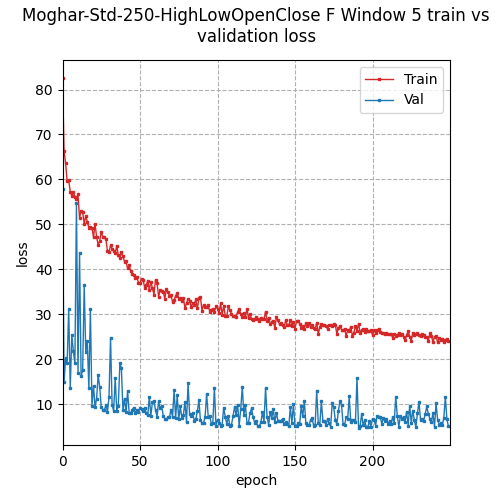 Moghar-Std-250-HighLowOpenClose F Window 5 train vs
validation loss
Train
Val
loss
80
70
60
50
40
30
20
10
0
50
100
150
200
epoch